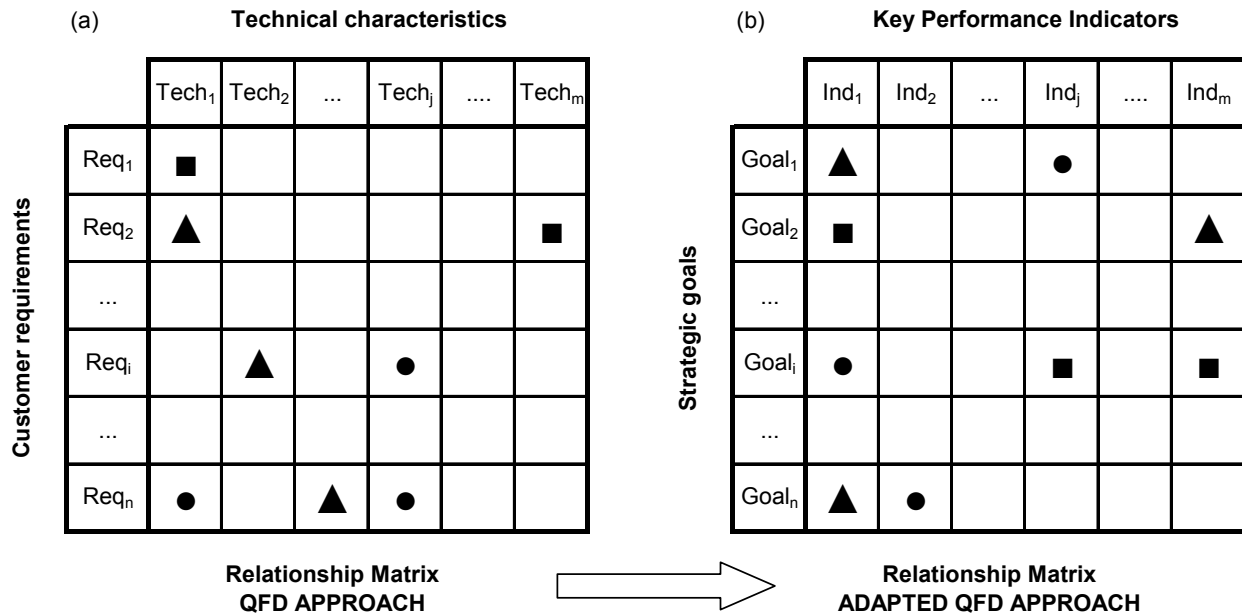 (a) Technical characteristics
Tech1 Tech2 ... Techj .... Techm
Customer requirements
Req1
Req2
...
Reqi
...
Reqn
Relationship Matrix
QFD APPROACH
(b) Key Performance Indicators
Ind1 Ind2 ... Indj .... Indm
Strategic goals
Goal1
Goal2
...
Goali
...
Goaln
Relationship Matrix
ADAPTED QFD APPROACH